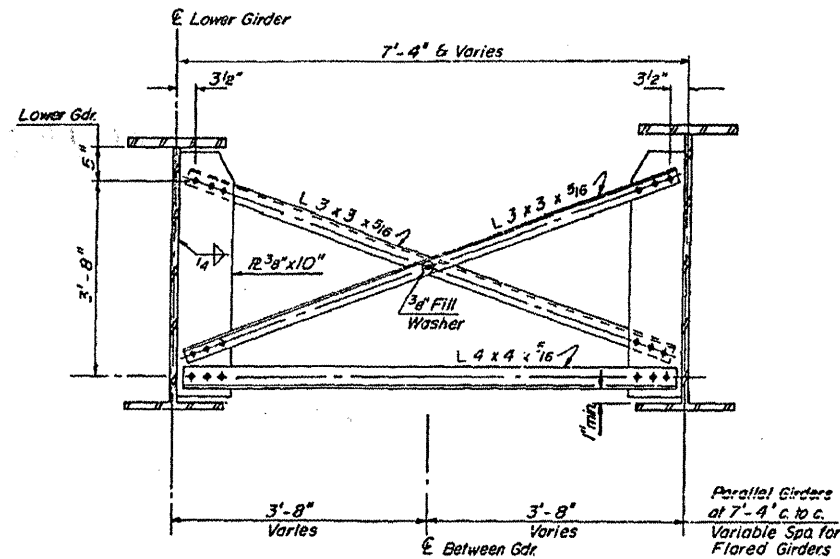 ℄ Lower Girder
7'-4" & Varies
3½"
3½"
Lower Gdr.
5"
L 3 x 3 x 5/16
L 3 x 3 x 5/16
3'-8"
1/4
PL 3/8" x 10"
3/8" Fill
Washer
L 4 x 4 x 5/16
1" min.
3'-8"
Varies
3'-8"
Varies
℄ Between Gdr.
Parallel Girders
at 7'-4" c. to c.
Variable Spa. for
Flared Girders